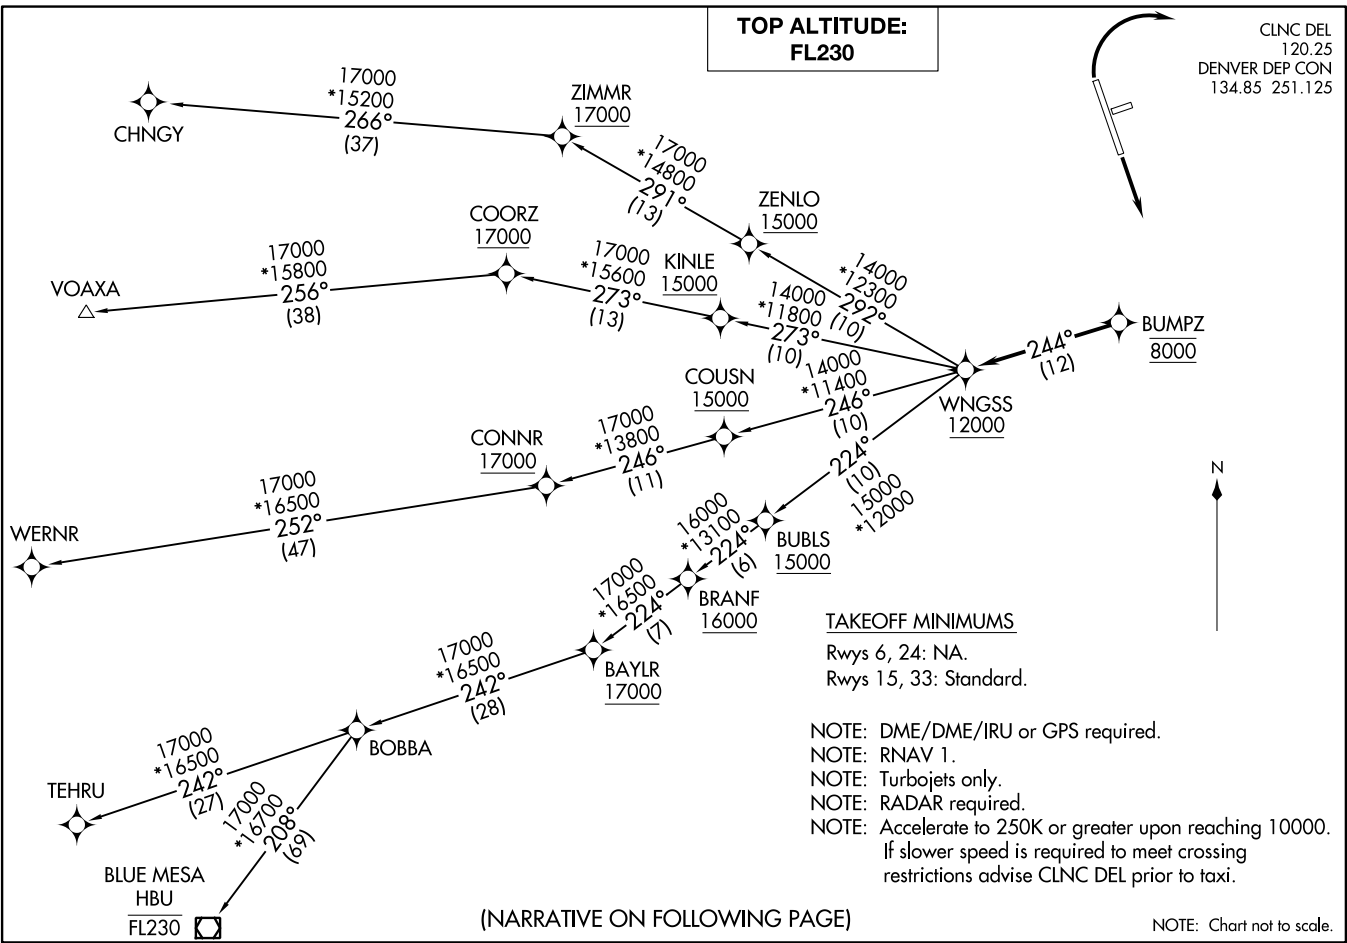 TOP ALTITUDE:
FL230
CLNC DEL
120.25
DENVER DEP CON
134.85 251.125
CHNGY
17000
*15200
266°
(37)
ZIMMR
17000
17000
*14800
291°
(13)
ZENLO
15000
14000
*12300
292°
(10)
VOAXA
17000
*15800
256°
(38)
COORZ
17000
17000
*15600
273°
(13)
KINLE
15000
14000
*11800
273°
(10)
BUMPZ
8000
244°
(12)
WNGSS
12000
COUSN
15000
14000
*11400
246°
(10)
CONNR
17000
17000
*13800
246°
(11)
WERNR
17000
*16500
252°
(47)
224°
(10)
15000
*12000
BUBLS
15000
16000
*13100
224°
(6)
BRANF
16000
17000
*16500
224°
(7)
BAYLR
17000
17000
*16500
242°
(28)
BOBBA
TEHRU
17000
*16500
242°
(27)
17000
*16700
208°
(69)
BLUE MESA
HBU
FL230
N
TAKEOFF MINIMUMS
Rwys 6, 24: NA.
Rwys 15, 33: Standard.
NOTE: DME/DME/IRU or GPS required.
NOTE: RNAV 1.
NOTE: Turbojets only.
NOTE: RADAR required.
NOTE: Accelerate to 250K or greater upon reaching 10000.
If slower speed is required to meet crossing
restrictions advise CLNC DEL prior to taxi.
(NARRATIVE ON FOLLOWING PAGE)
NOTE: Chart not to scale.